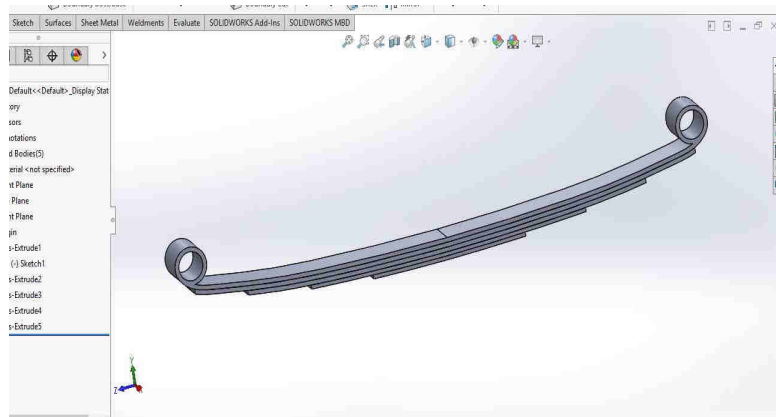 Sketch Surfaces Sheet Metal Weldments Evaluate SOLIDWORKS Add-Ins SOLIDWORKS MBD
Default<<Default>_Display Stat
ory
sors
notations
d Bodies(5)
terial <not specified>
nt Plane
Plane
nt Plane
gin
s-Extrude1
(-) Sketch1
s-Extrude2
s-Extrude3
s-Extrude4
s-Extrude5
Y
Z